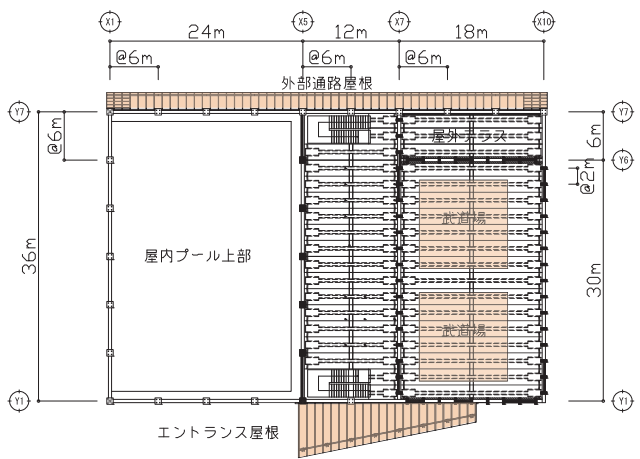 X1 X5 X7 X10
24m 12m 18m
@6m @6m @6m
外部通路屋根
Y7 Y7
@6m 屋外テラス 6m
Y6
@2m
36m 武道場
屋内プール上部 30m
武道場
Y1 Y1
エントランス屋根